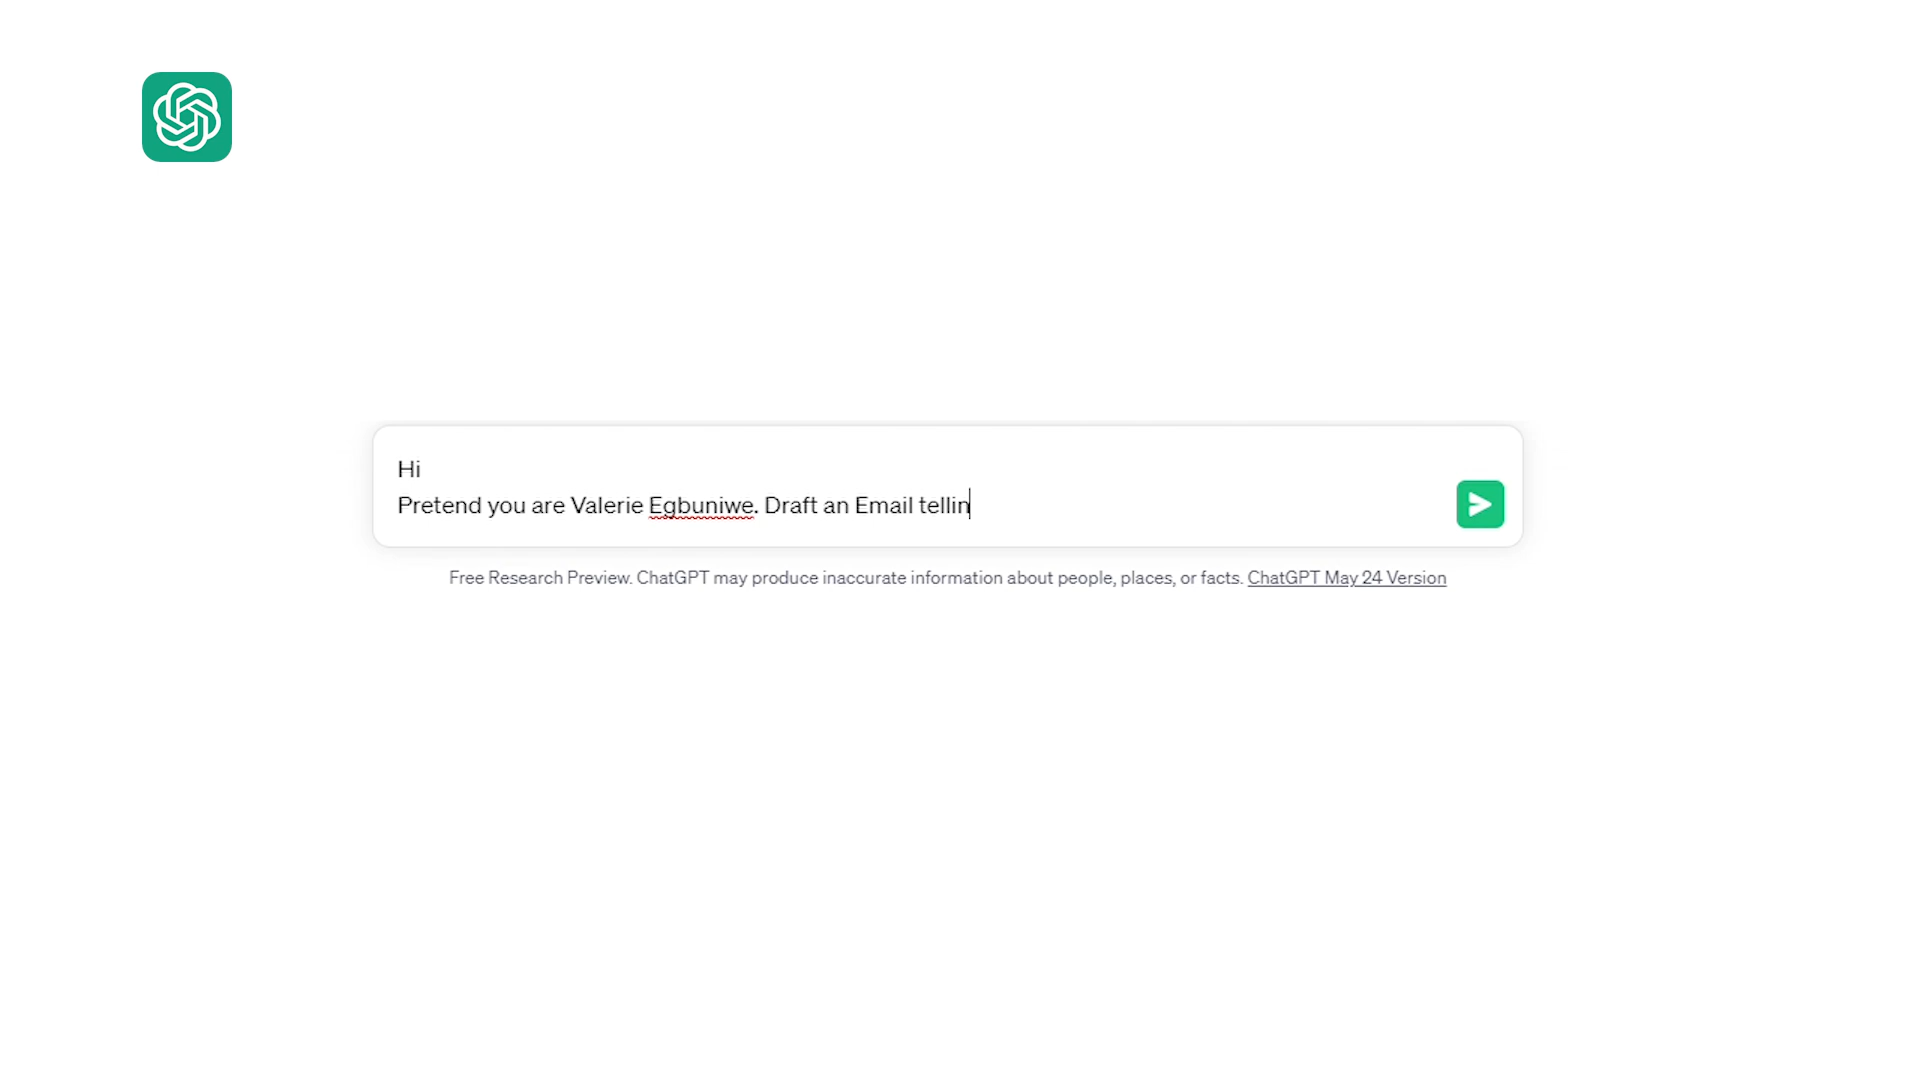 Hi
Pretend you are Valerie Egbuniwe. Draft an Email tellin
Free Research Preview. ChatGPT may produce inaccurate information about people, places, or facts. ChatGPT May 24 Version